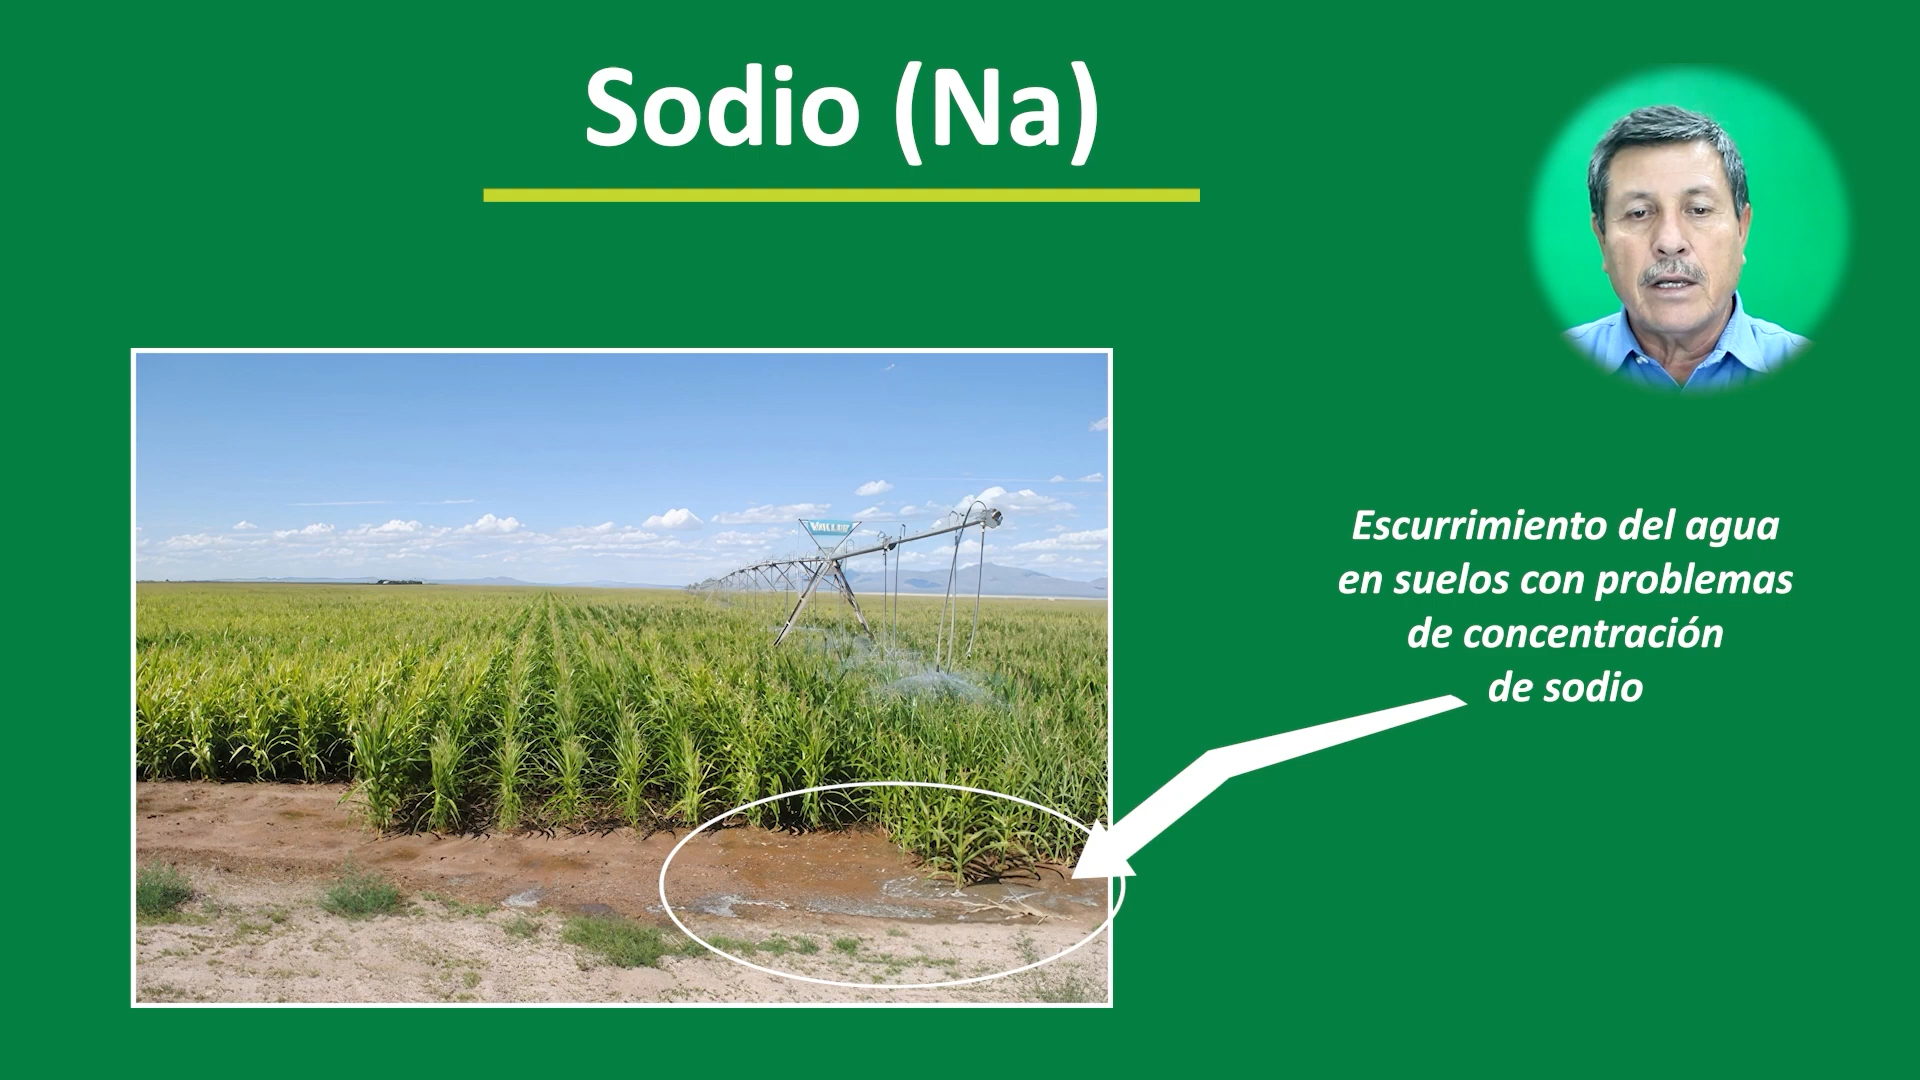 Sodio (Na)
VALLEY
Escurrimiento del agua
en suelos con problemas
de concentración
de sodio